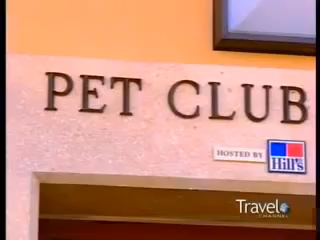 PET CLUB
HOSTED BY
Hill's
Travel
CHANNEL